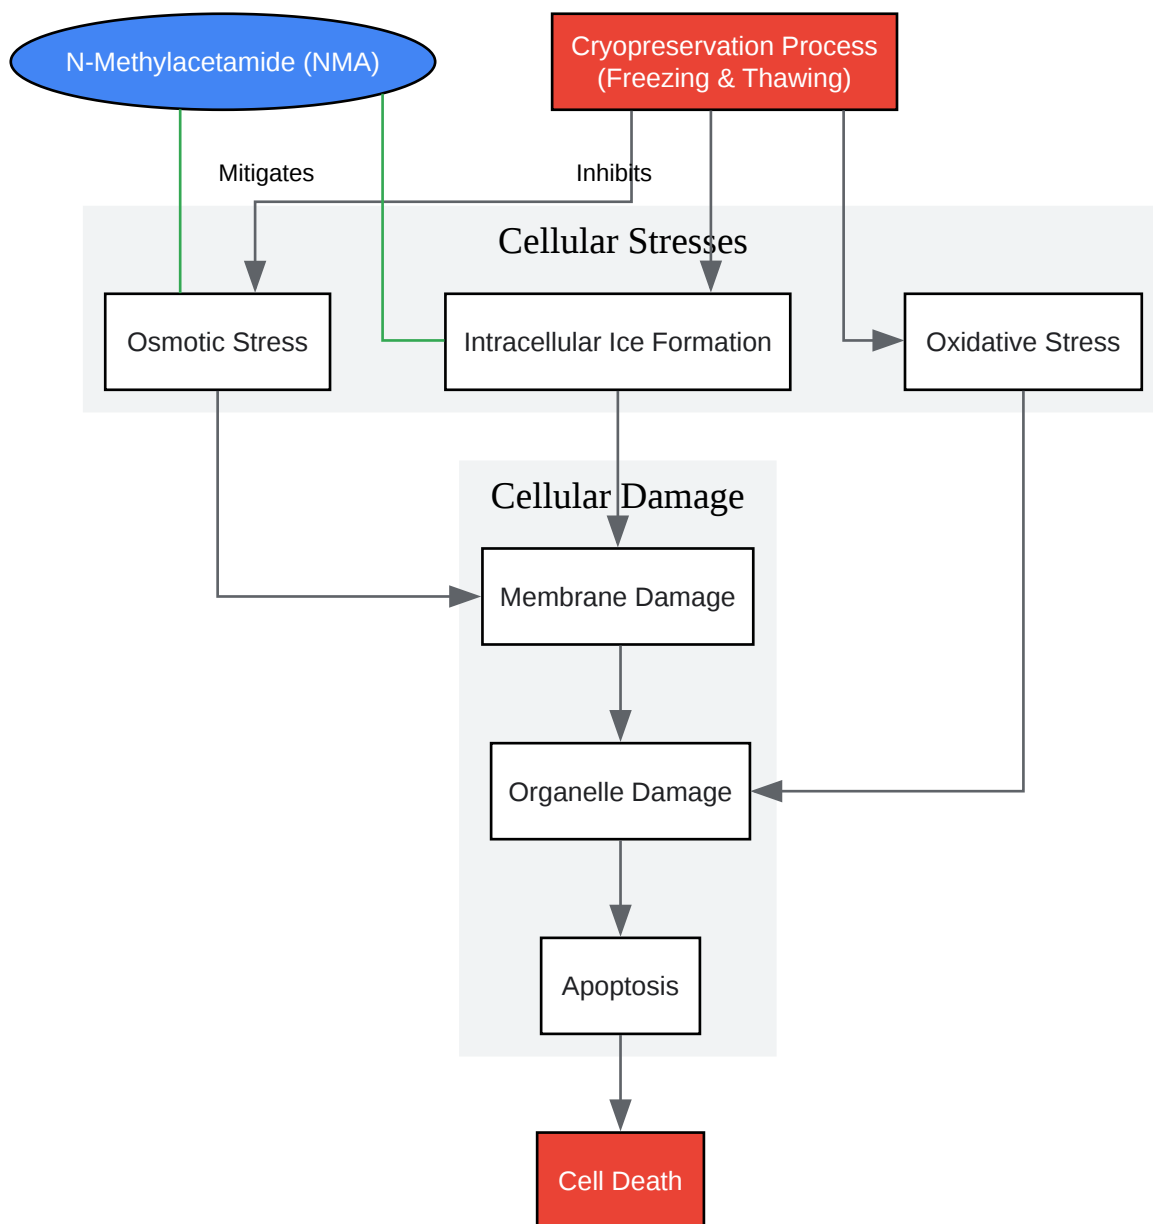 N-Methylacetamide (NMA)
Cryopreservation Process
(Freezing & Thawing)
Mitigates
Inhibits
Cellular Stresses
Osmotic Stress
Intracellular Ice Formation
Oxidative Stress
Cellular Damage
Membrane Damage
Organelle Damage
Apoptosis
Cell Death